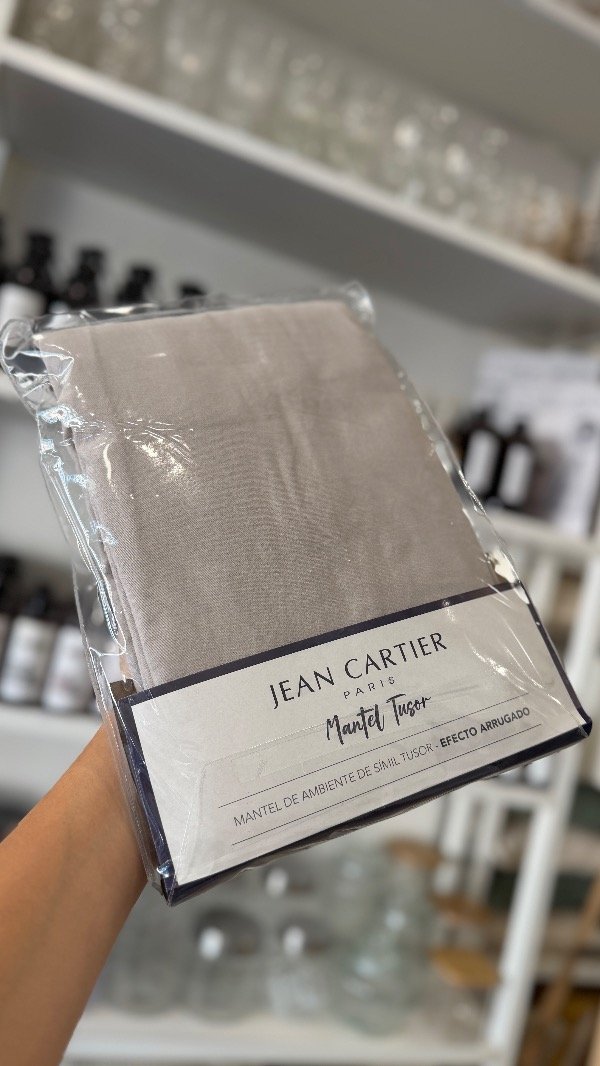 JEAN CARTIER
PARIS
Mantel Tusor
MANTEL DE AMBIENTE DE SÍMIL TUSOR - EFECTO ARRUGADO